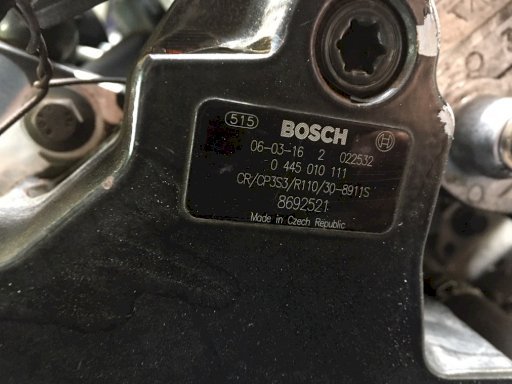 515
BOSCH
06-03-16 2 022532
0 445 010 111
CR/CP3S3/R110/30-8911S
8692521
Made in Czech Republic